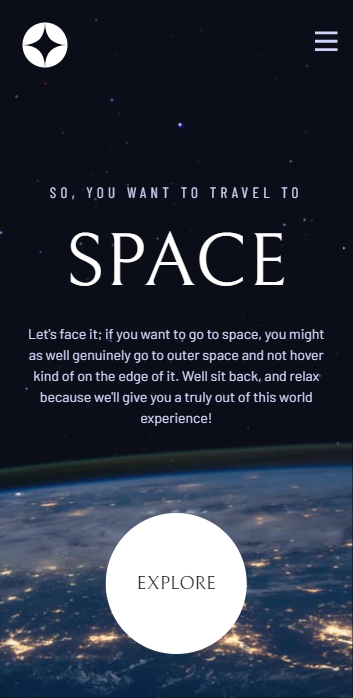 SO, YOU WANT TO TRAVEL TO
SPACE
Let's face it; if you want to go to space, you might
as well genuinely go to outer space and not hover
kind of on the edge of it. Well sit back, and relax
because we'll give you a truly out of this world
experience!
EXPLORE